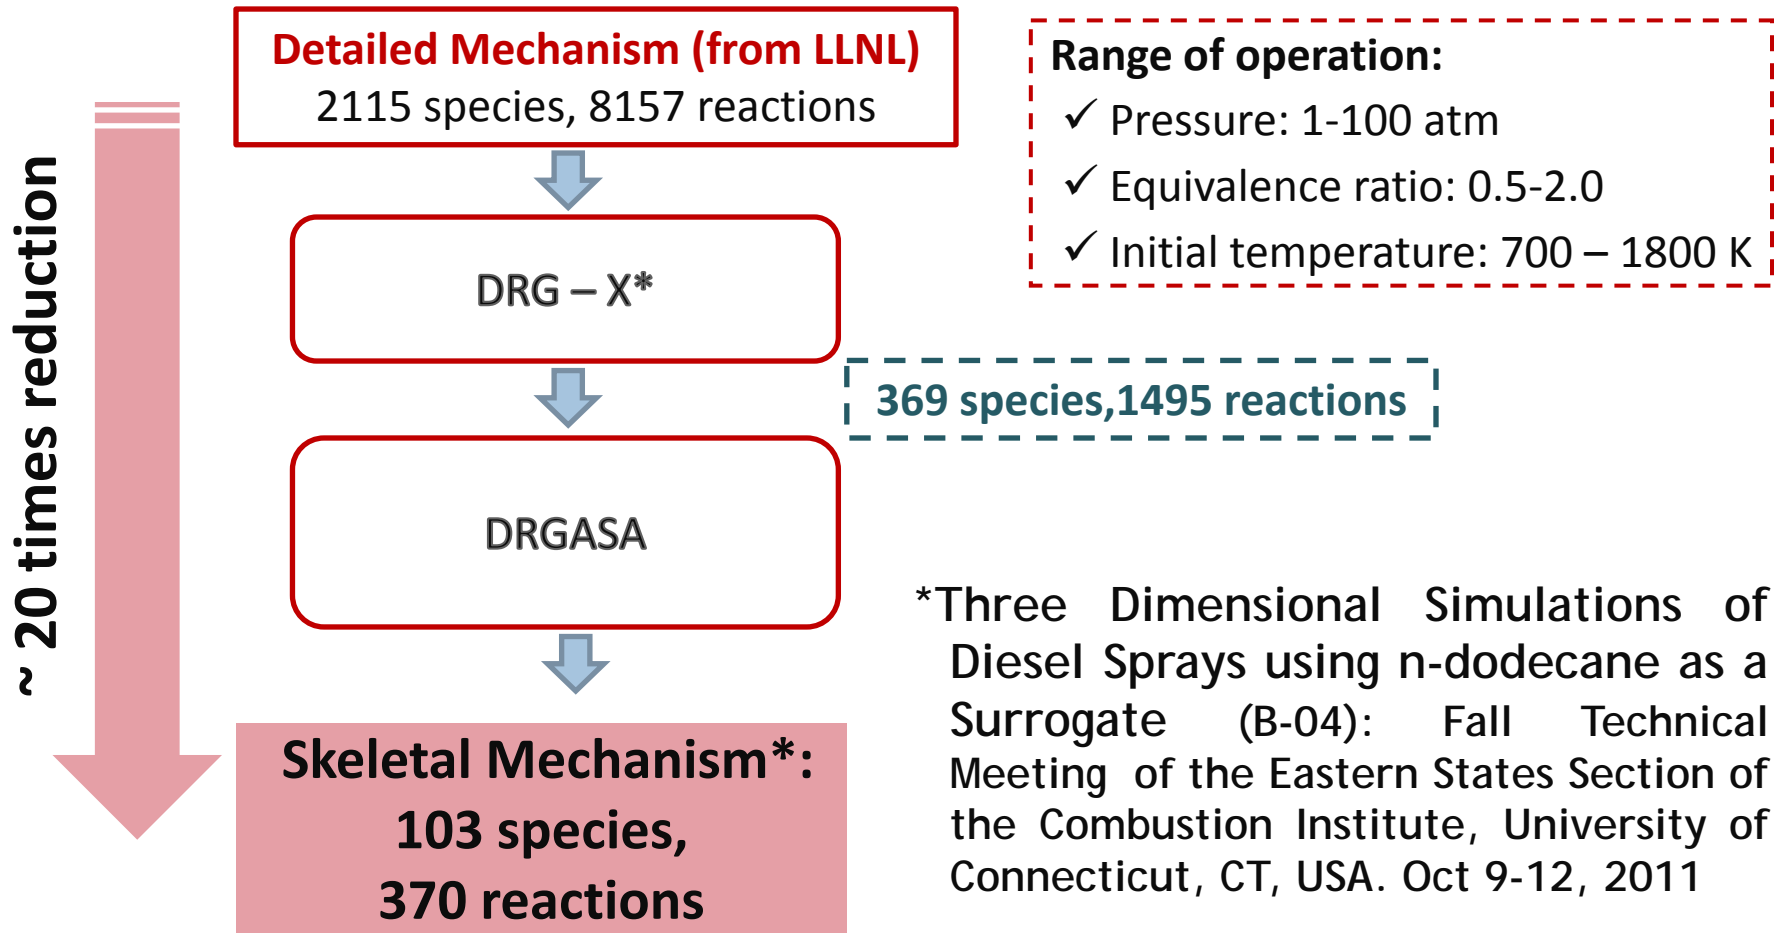 ~ 20 times reduction
Detailed Mechanism (from LLNL)
2115 species, 8157 reactions
Range of operation:
✓ Pressure: 1-100 atm
✓ Equivalence ratio: 0.5-2.0
✓ Initial temperature: 700 – 1800 K
DRG – X*
369 species,1495 reactions
DRGASA
Skeletal Mechanism*:
103 species,
370 reactions
*Three Dimensional Simulations of
Diesel Sprays using n-dodecane as a
Surrogate (B-04): Fall Technical
Meeting of the Eastern States Section of
the Combustion Institute, University of
Connecticut, CT, USA. Oct 9-12, 2011